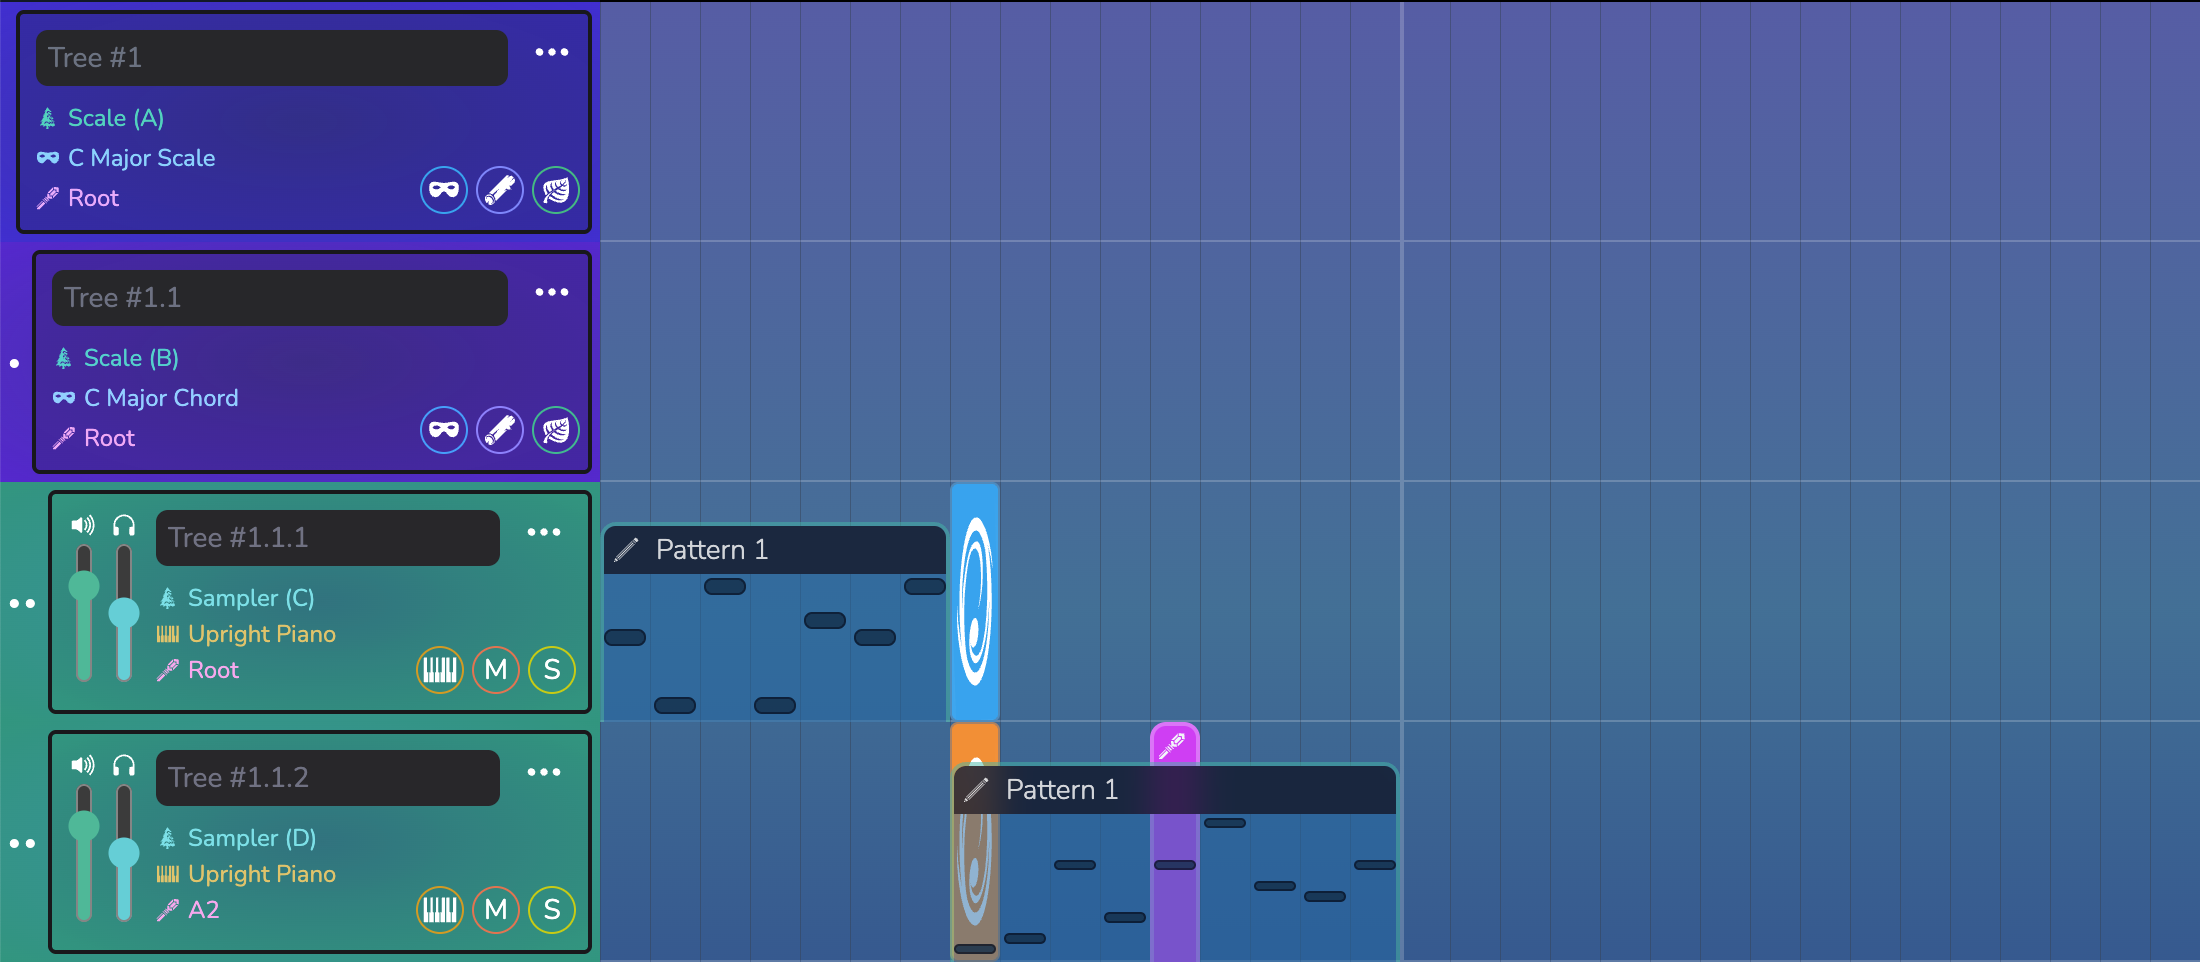 Tree #1
Scale (A)
C Major Scale
Root
Tree #1.1
Scale (B)
C Major Chord
Root
Tree #1.1.1
Sampler (C)
Upright Piano
Root
M S
Pattern 1
Tree #1.1.2
Sampler (D)
Upright Piano
A2
M S
Pattern 1